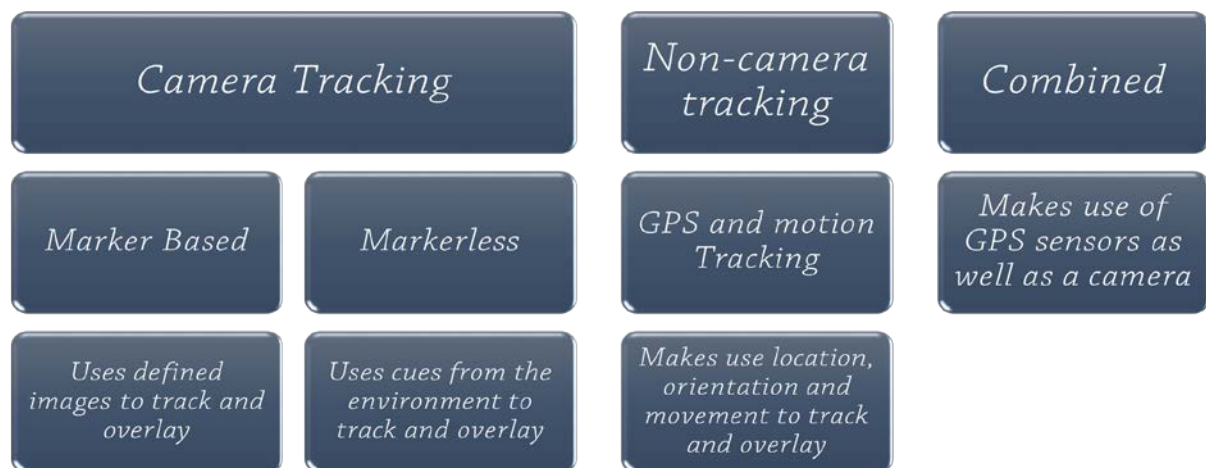 Camera Tracking
Non-camera
tracking
Combined
Marker Based
Markerless
GPS and motion
Tracking
Makes use of
GPS sensors as
well as a camera
Uses defined
images to track and
overlay
Uses cues from the
environment to
track and overlay
Makes use location,
orientation and
movement to track
and overlay